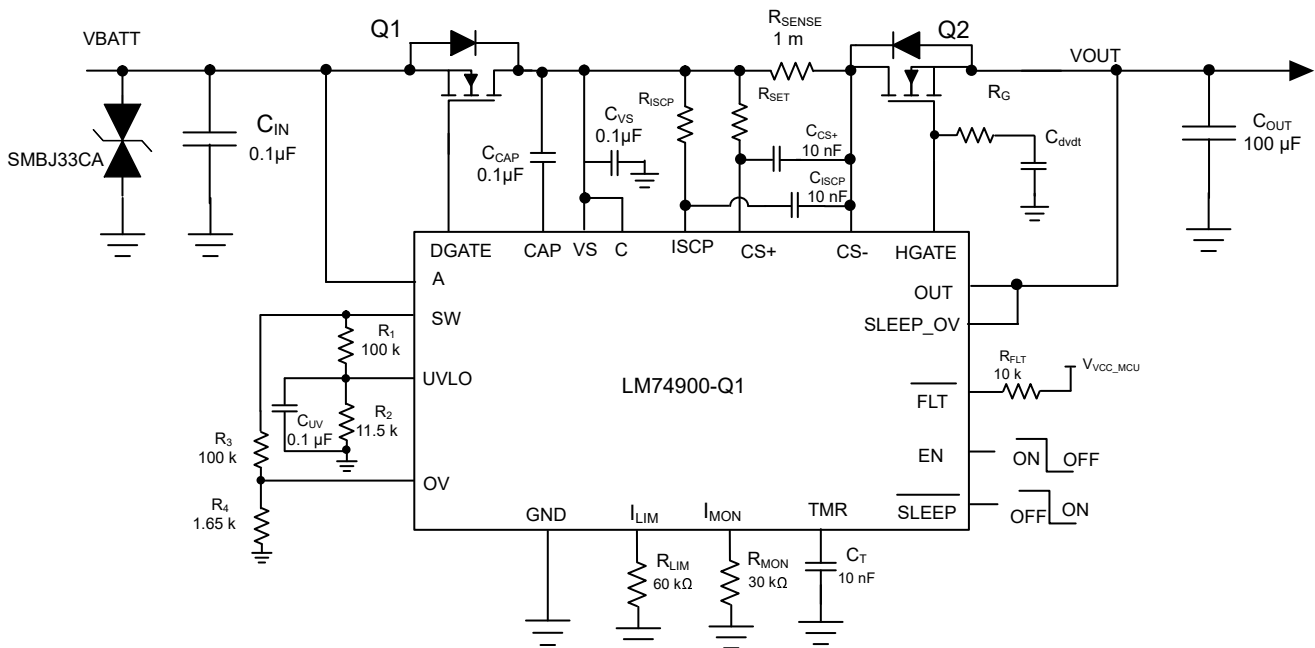 VBATT
Q1
RSENSE
1 m
Q2
VOUT
SMBJ33CA
CIN
0.1µF
CCAP
0.1µF
CVS
0.1µF
RISCP
RSET
CCS+
10 nF
CISCP
10 nF
RG
Cdvdt
COUT
100 µF
DGATE
CAP
VS
C
ISCP
CS+
CS-
HGATE
A
OUT
SW
SLEEP_OV
R1
100 k
UVLO
LM74900-Q1
RFLT
10 k
VVCC_MCU
FLT
CUV
0.1 µF
R2
11.5 k
R3
100 k
EN
ON
OFF
OV
R4
1.65 k
GND
ILIM
IMON
TMR
SLEEP
OFF
ON
RLIM
60 kΩ
RMON
30 kΩ
CT
10 nF